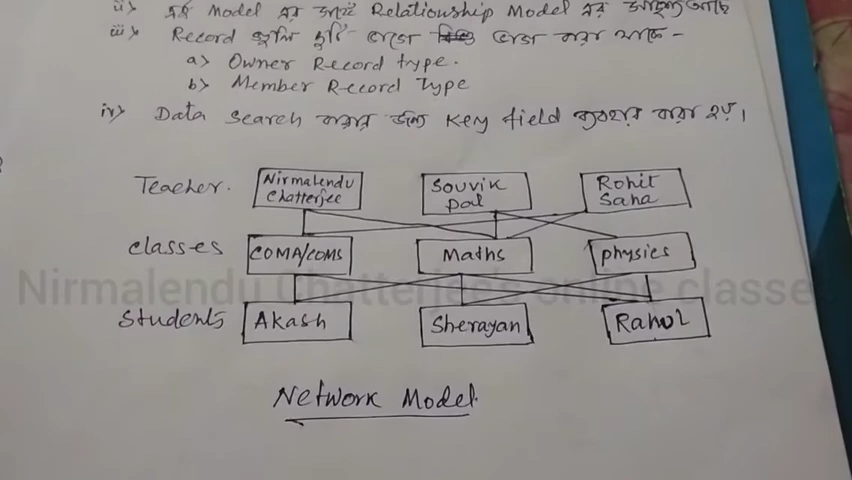 ii) এই Model এর মধ্যে Relationship Model এর
iii) Record গুলি দুটি ভাগে ভাগ করা থাকে -
a) Owner Record type.
b) Member Record Type
iv) Data Search করার জন্য Key field ব্যবহার করা হয়।
Teacher. Nirmalendu Chatterjee Souvik Pal Rohit Saha
classes COMA/COMS Maths physics
Nirmalendu Chatterjee's online classes
Students Akash Sherayan Rahul
Network Model